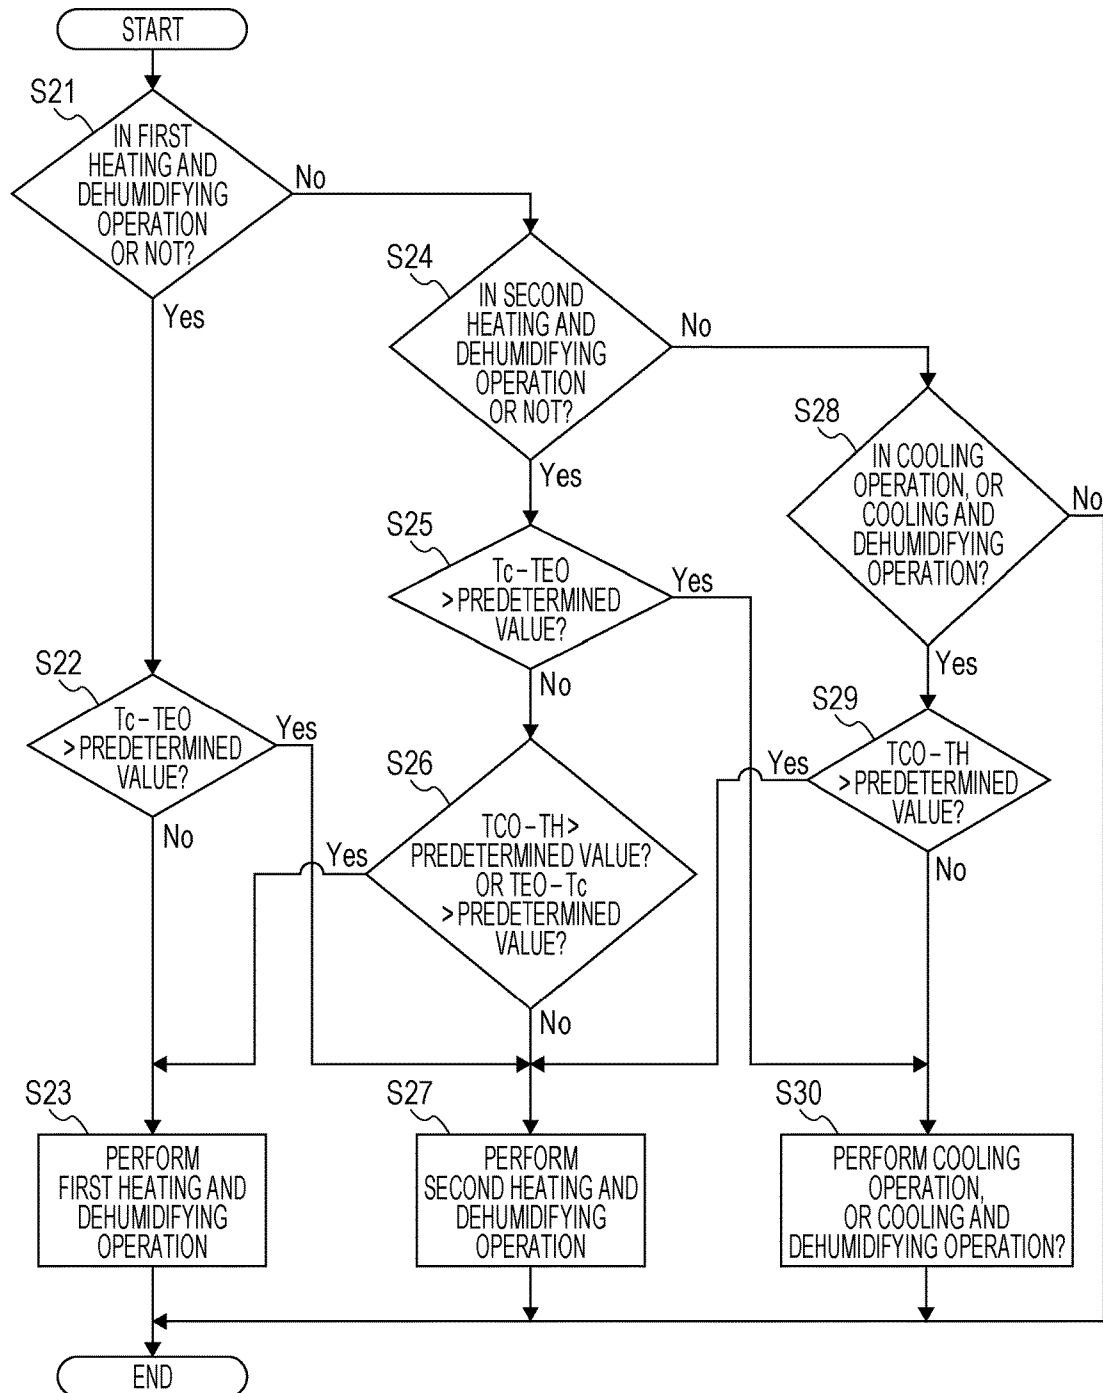 START
S21
IN FIRST
HEATING AND
DEHUMIDIFYING
OPERATION
OR NOT?
No
Yes
S24
IN SECOND
HEATING AND
DEHUMIDIFYING
OPERATION
OR NOT?
No
Yes
S28
IN COOLING
OPERATION, OR
COOLING AND
DEHUMIDIFYING
OPERATION?
No
Yes
S25
Tc-TEO
>PREDETERMINED
VALUE?
Yes
No
S22
Tc-TEO
>PREDETERMINED
VALUE?
Yes
No
S26
TCO-TH>
PREDETERMINED VALUE?
OR TEO-Tc
>PREDETERMINED
VALUE?
Yes
No
S29
TCO-TH
>PREDETERMINED
VALUE?
Yes
No
S23
PERFORM
FIRST HEATING AND
DEHUMIDIFYING
OPERATION
S27
PERFORM
SECOND HEATING AND
DEHUMIDIFYING
OPERATION
S30
PERFORM COOLING
OPERATION,
OR COOLING AND
DEHUMIDIFYING OPERATION?
END